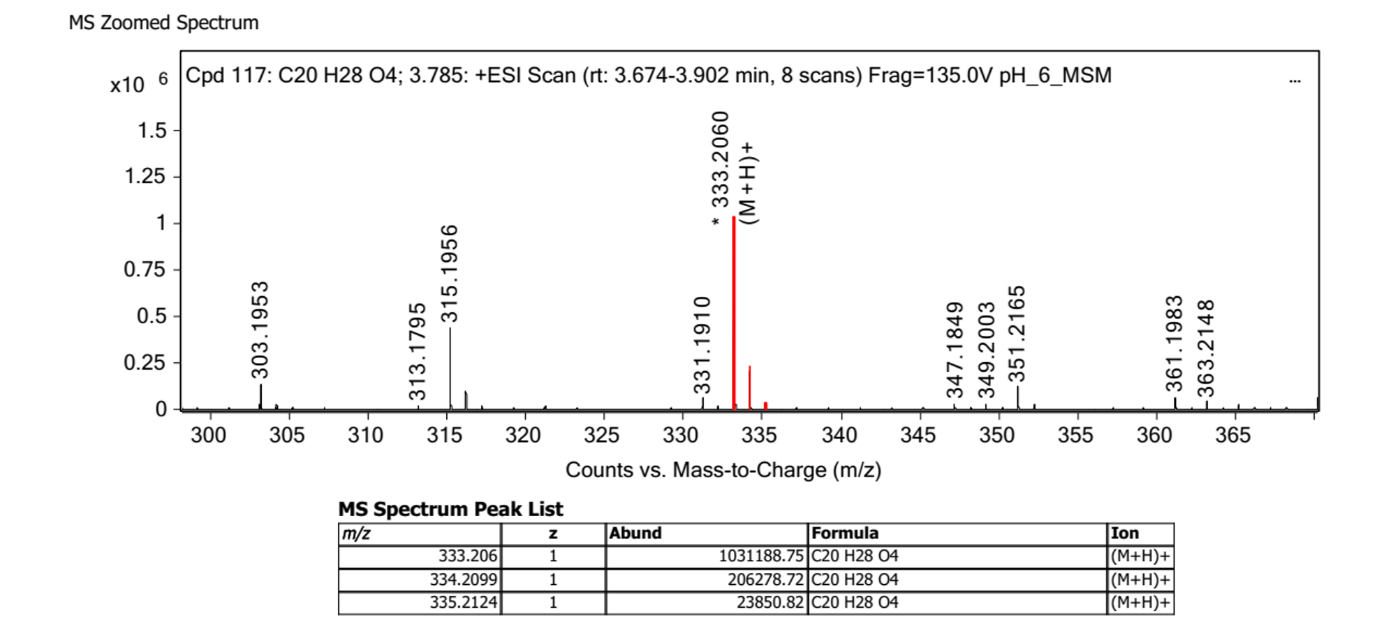 MS Zoomed Spectrum
x10 6
Cpd 117: C20 H28 O4; 3.785: +ESI Scan (rt: 3.674-3.902 min, 8 scans) Frag=135.0V pH_6_MSM ...
1.5
1.25
1
0.75
0.5
0.25
0
303.1953
313.1795
315.1956
331.1910
* 333.2060
(M+H)+
347.1849
349.2003
351.2165
361.1983
363.2148
300 305 310 315 320 325 330 335 340 345 350 355 360 365
Counts vs. Mass-to-Charge (m/z)
MS Spectrum Peak List
m/z z Abund Formula Ion
333.206 1 1031188.75 C20 H28 O4 (M+H)+
334.2099 1 206278.72 C20 H28 O4 (M+H)+
335.2124 1 23850.82 C20 H28 O4 (M+H)+